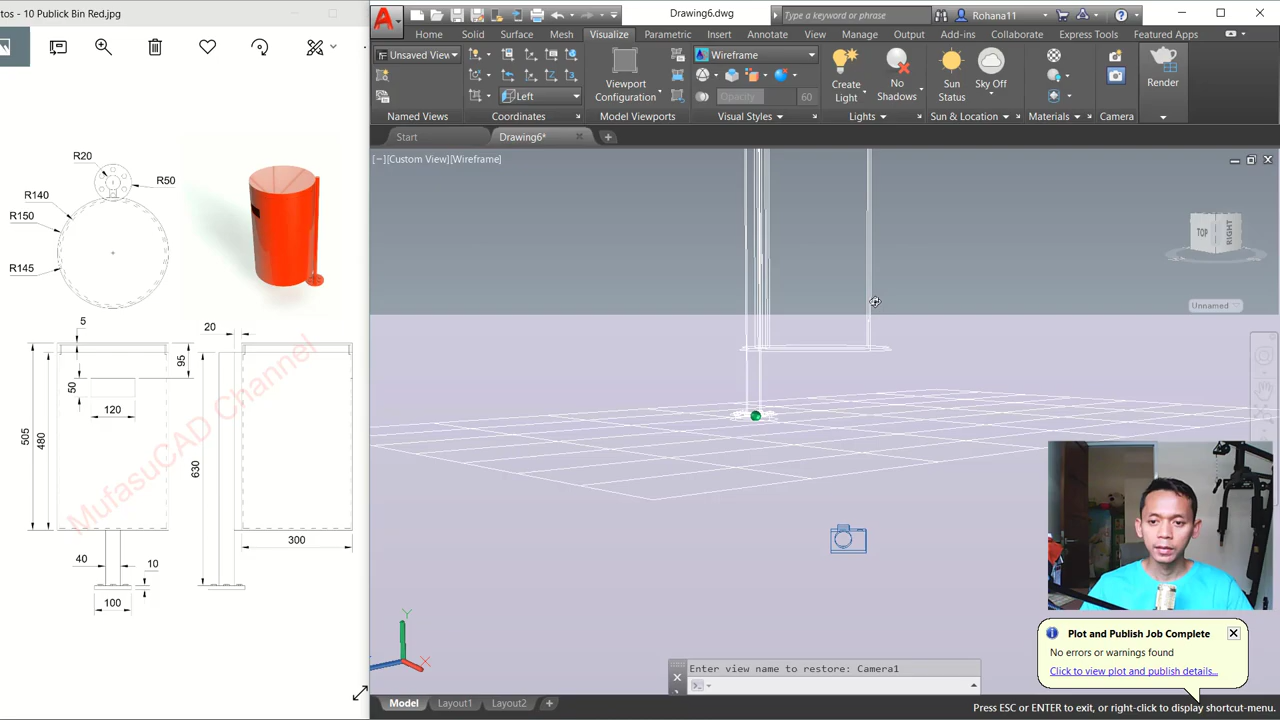 tos - 10 Publick Bin Red.jpg
Drawing6.dwg
Type a keyword or phrase
Rohana11
Home Solid Surface Mesh Visualize Parametric Insert Annotate View Manage Output Add-ins Collaborate Express Tools Featured Apps
Unsaved View
Left
Viewport
Configuration
Wireframe
Opacity 60
Create
Light
No
Shadows
Sun
Status
Sky Off
Render
Named Views
Coordinates
Model Viewports
Visual Styles
Lights
Sun & Location
Materials
Camera
Start
Drawing6*
[−][Custom View][Wireframe]
TOP
RIGHT
Unnamed
R20
R50
R140
R150
R145
5
20
95
50
120
505
480
630
300
40
10
100
MufasuCAD Channel
Y
X
Enter view name to restore: Camera1
Plot and Publish Job Complete
No errors or warnings found
Click to view plot and publish details...
Model
Layout1
Layout2
Press ESC or ENTER to exit, or right-click to display shortcut-menu.